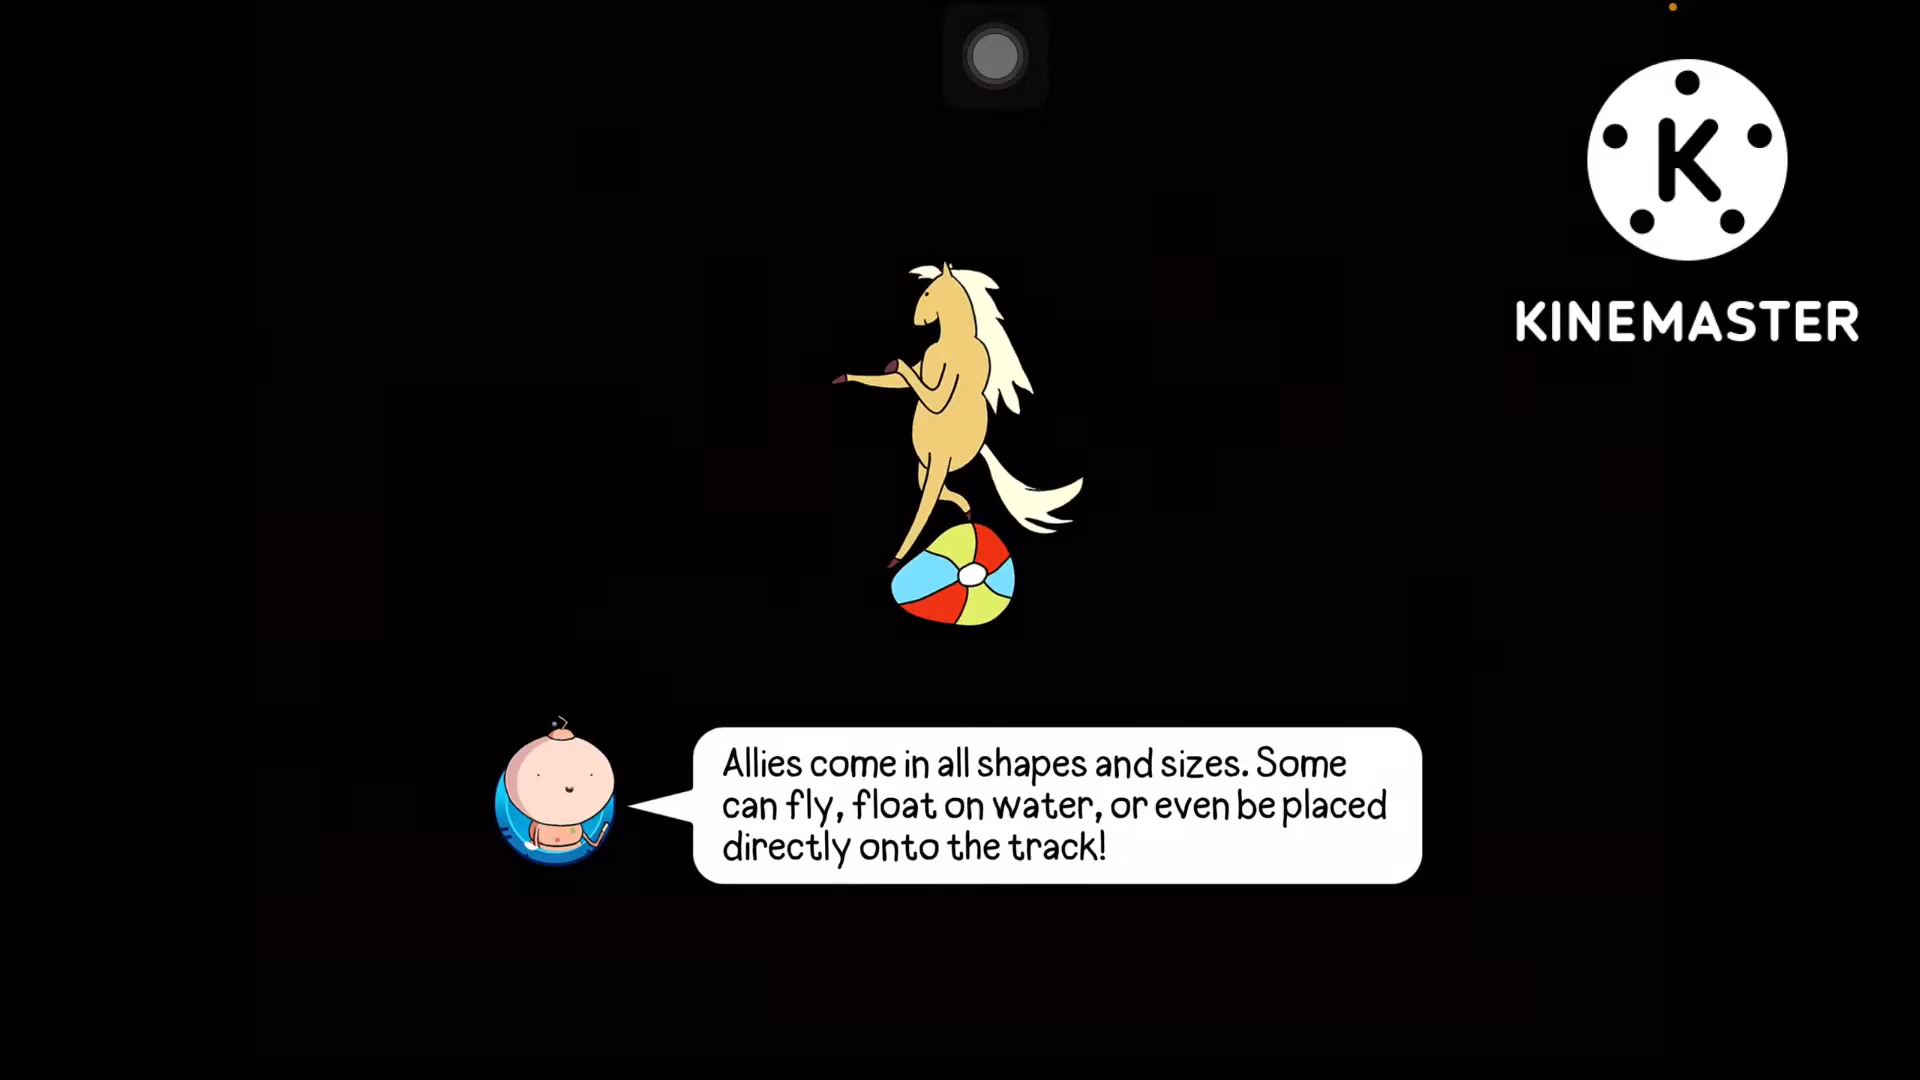 K
KINEMASTER
Allies come in all shapes and sizes. Some
can fly, float on water, or even be placed
directly onto the track!